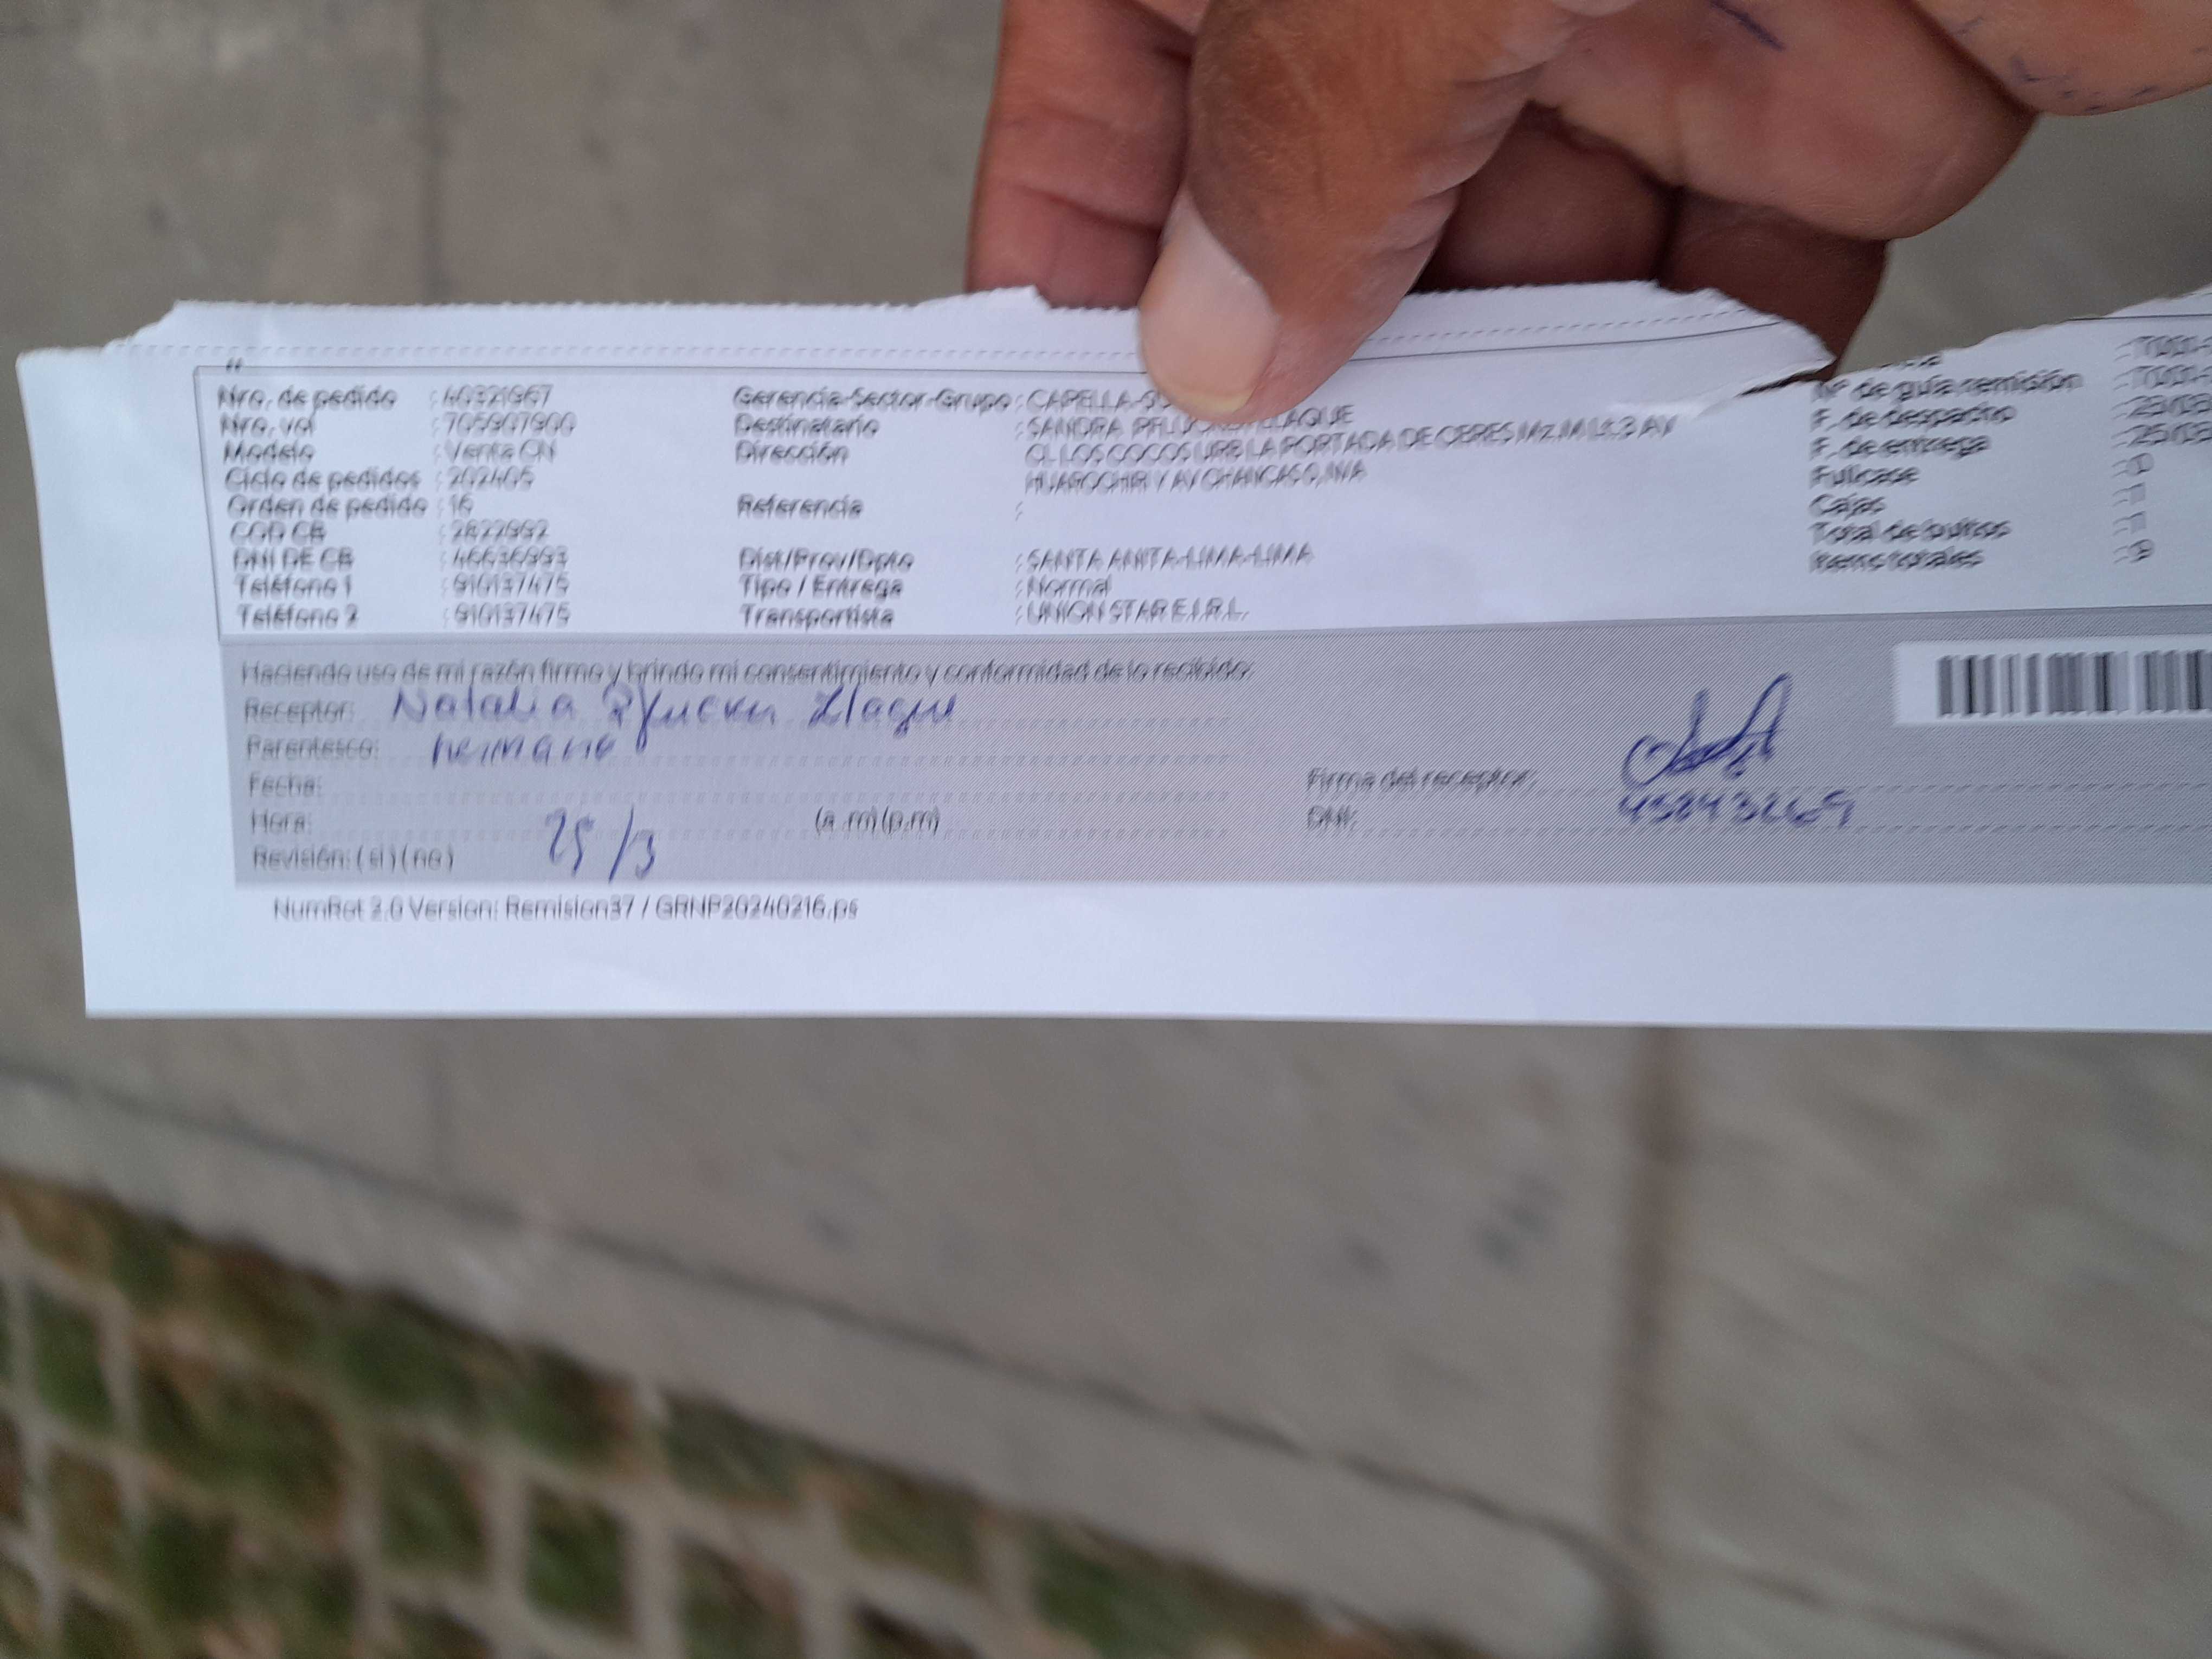 Nro. de pedido : 40321967
Nro. vol : 705907900
Modelo : Venta CN
Ciclo de pedidos : 202405
Orden de pedido : 16
COD CB : 2822992
DNI DE CB
Teléfono 1 : 910137475
Teléfono 2 : 910137475
Gerencia-Sector-Grupo : CAPELLA-
Destinatario : SANDRA LLAQUE
Dirección : CL LOS COCOS URB LA PORTADA DE CERES MZ M LT 3 AV
HUAROCHIRI Y AV CHANCAS
Referencia :
Dist/Prov/Dpto : SANTA ANITA-LIMA-LIMA
Tipo / Entrega : Normal
Transportista : UNION STAR E.I.R.L.
N° de guía remisión
F. de despacho
F. de entrega
Fullcase
Cajas
Total de bultos
Items totales
Haciendo uso de mi razón firmo y brindo mi consentimiento y conformidad de lo recibido:
Receptor: Natalia Pflucker Llaque
Parentesco: hermana
Fecha:
Hora: (a.m)(p.m)
25/3
Revisión: (si) (no)
Firma del receptor:
DNI:
NumRot 2.0 Version: Remision37 / GRNP20240216.ps